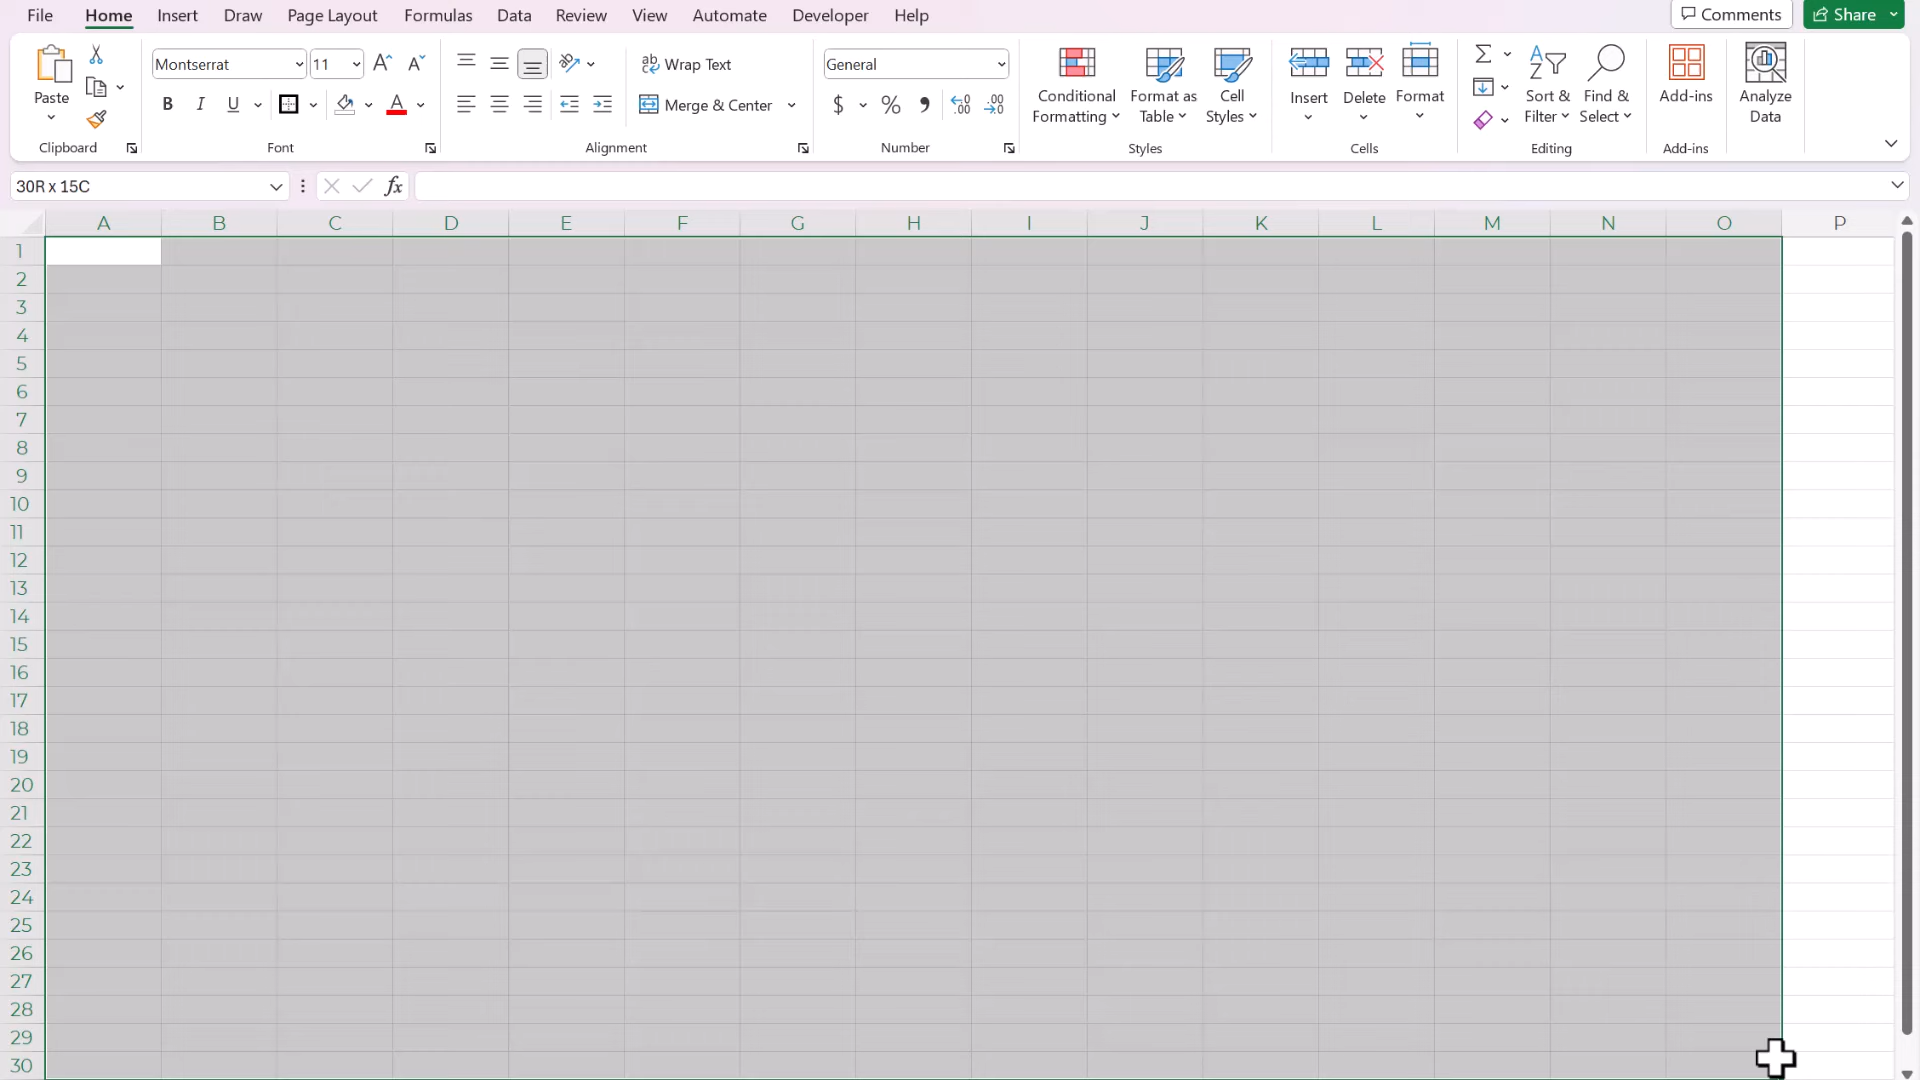 File Home Insert Draw Page Layout Formulas Data Review View Automate Developer Help Comments Share
Paste
Clipboard
Montserrat 11 A A
B I U A
Font
ab Wrap Text
Merge & Center
Alignment
General
$ % , .00
Number
Conditional Formatting
Format as Table
Cell Styles
Styles
Insert Delete Format
Cells
Σ
Sort & Filter
Find & Select
Editing
Add-ins
Add-ins
Analyze Data
30R x 15C fx
A B C D E F G H I J K L M N O P
1
2
3
4
5
6
7
8
9
10
11
12
13
14
15
16
17
18
19
20
21
22
23
24
25
26
27
28
29
30